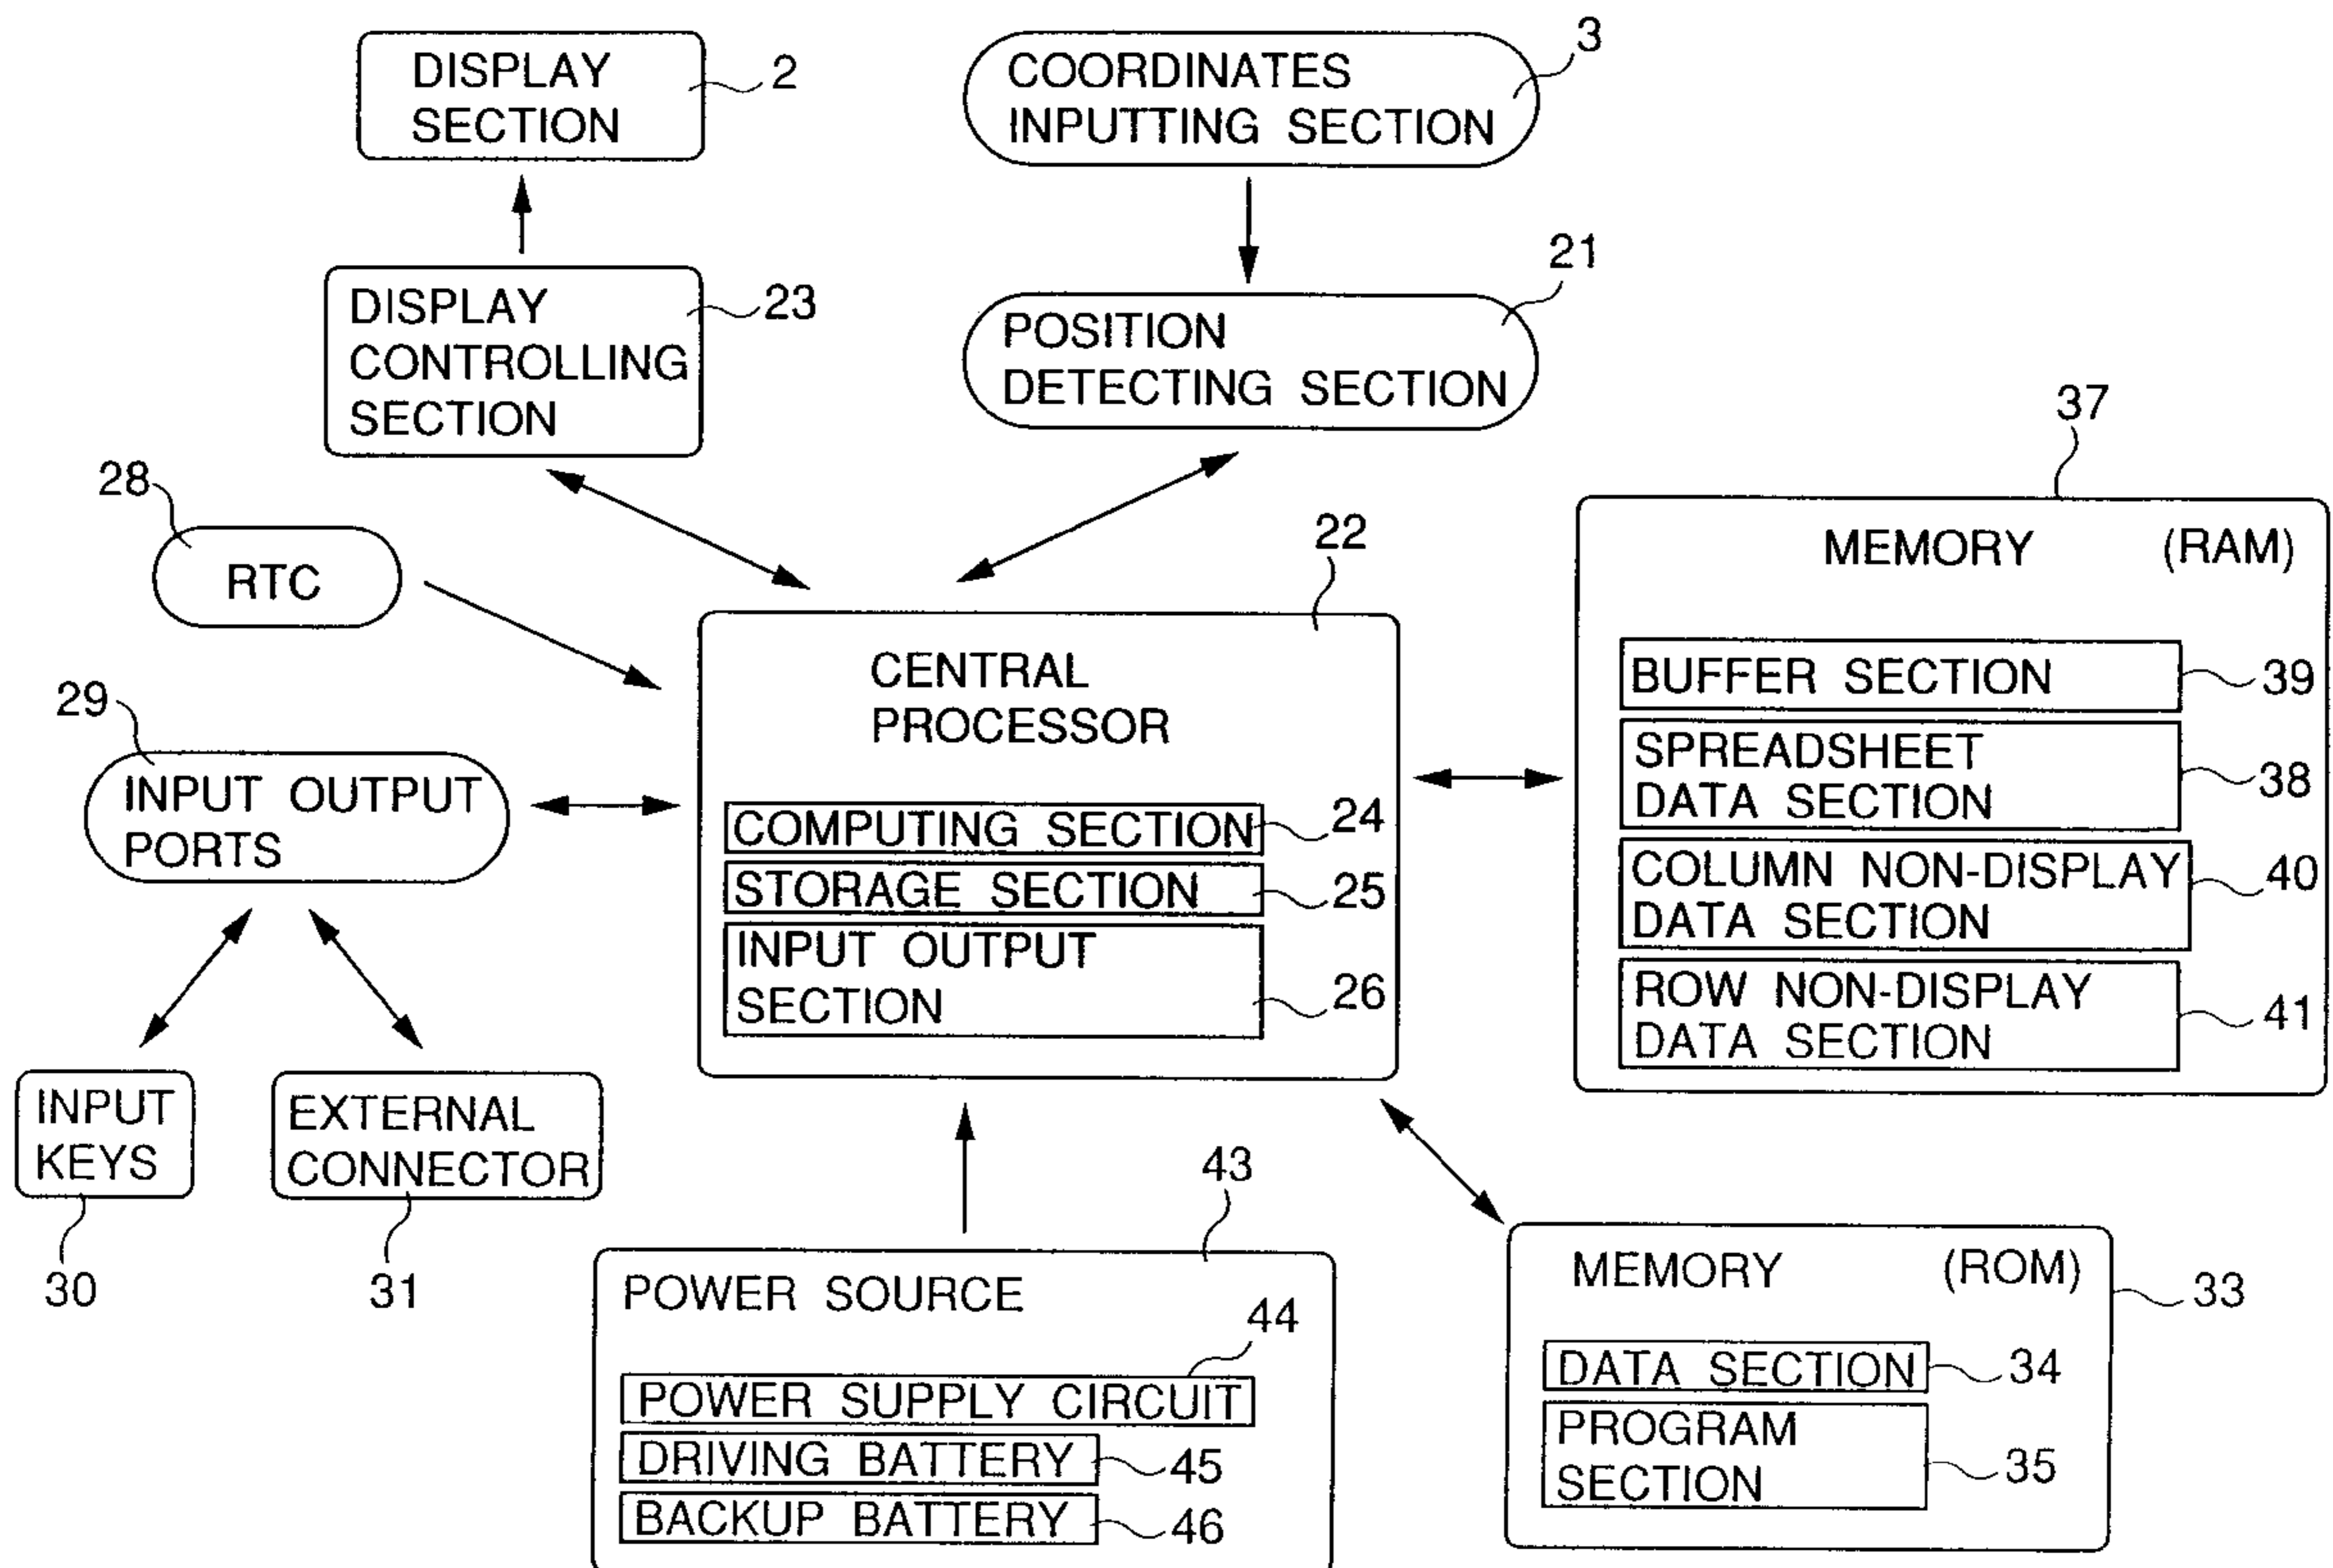 DISPLAY
SECTION
2
COORDINATES
INPUTTING SECTION
3
DISPLAY
CONTROLLING
SECTION
23
POSITION
DETECTING SECTION
21
28
RTC
29
INPUT OUTPUT
PORTS
INPUT
KEYS
30
EXTERNAL
CONNECTOR
31
22
CENTRAL
PROCESSOR
COMPUTING SECTION
24
STORAGE SECTION
25
INPUT OUTPUT
SECTION
26
37
MEMORY (RAM)
BUFFER SECTION
39
SPREADSHEET
DATA SECTION
38
COLUMN NON-DISPLAY
DATA SECTION
40
ROW NON-DISPLAY
DATA SECTION
41
43
POWER SOURCE
44
POWER SUPPLY CIRCUIT
DRIVING BATTERY
45
BACKUP BATTERY
46
MEMORY (ROM)
33
DATA SECTION
34
PROGRAM
SECTION
35